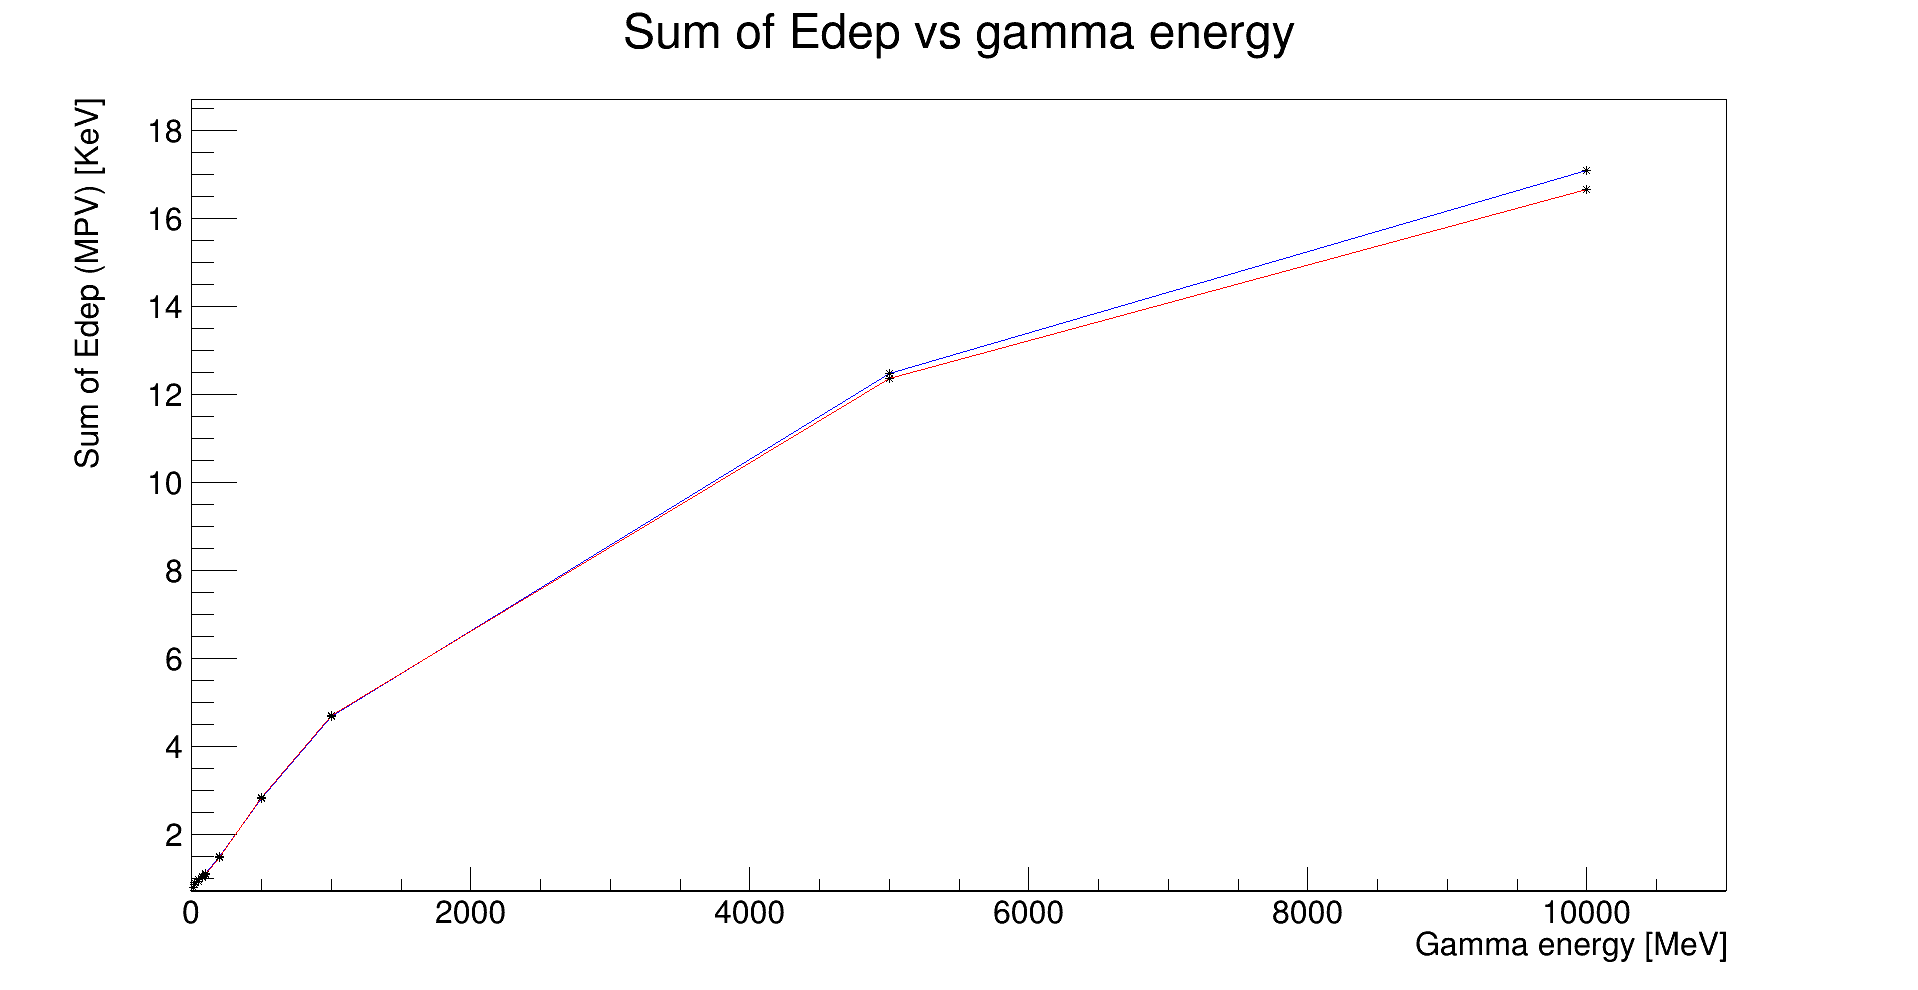 Sum of Edep vs gamma energy
Sum of Edep (MPV) [KeV]
18
16
14
12
10
8
6
4
2
0 2000 4000 6000 8000 10000
Gamma energy [MeV]